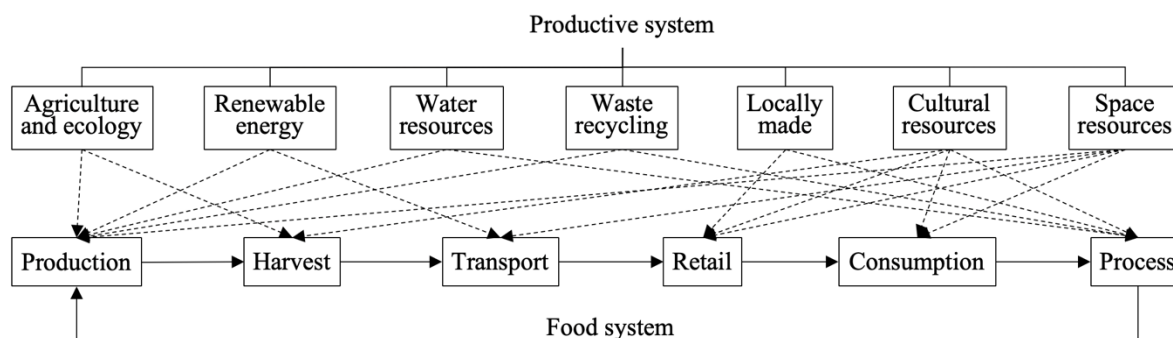 Productive system
Agriculture
and ecology
Renewable
energy
Water
resources
Waste
recycling
Locally
made
Cultural
resources
Space
resources
Production
Harvest
Transport
Retail
Consumption
Process
Food system